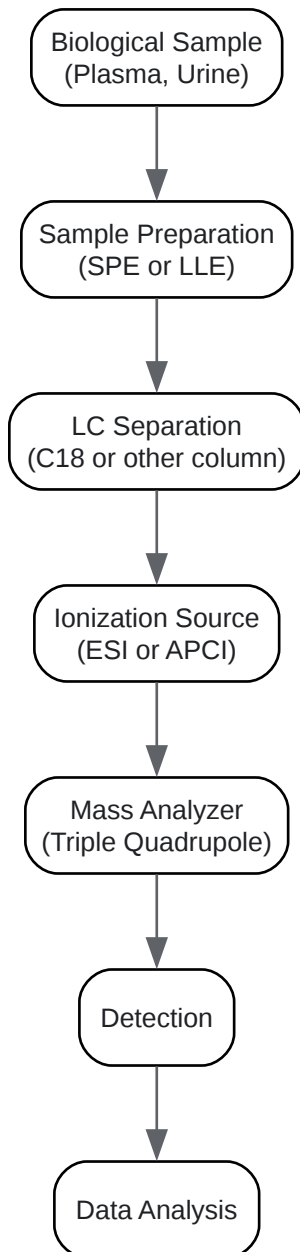 Biological Sample
(Plasma, Urine)
Sample Preparation
(SPE or LLE)
LC Separation
(C18 or other column)
Ionization Source
(ESI or APCI)
Mass Analyzer
(Triple Quadrupole)
Detection
Data Analysis